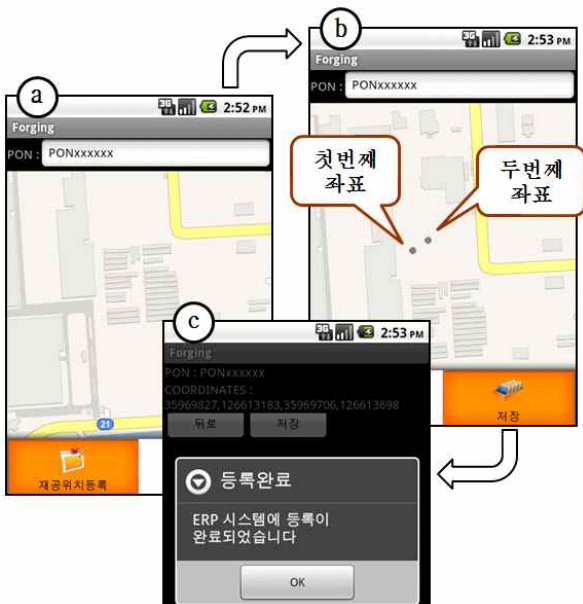 a
3G
2:52 PM
Forging
PON :
PONxxxxxx
21
재공위치등록
b
3G
2:53 PM
Forging
PON :
PONxxxxxx
첫번째
좌표
두번째
좌표
저장
c
3G
2:53 PM
Forging
PON : PONxxxxxx
COORDINATES :
35969827,126613183,35969706,126613698
뒤로
저장
등록완료
ERP 시스템에 등록이
완료되었습니다
OK